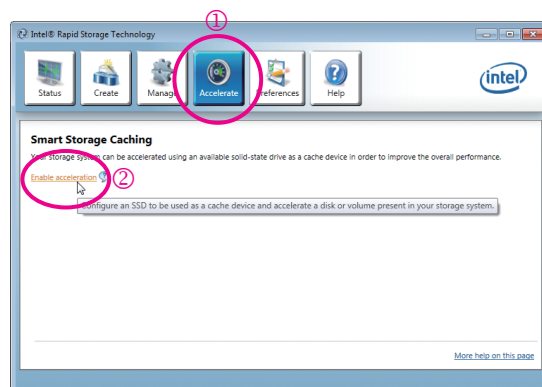 ①
Intel® Rapid Storage Technology
Status
Create
Manage
Accelerate
Preferences
Help
intel
Smart Storage Caching
Your storage system can be accelerated using an available solid-state drive as a cache device in order to improve the overall performance.
Enable acceleration ②
Configure an SSD to be used as a cache device and accelerate a disk or volume present in your storage system.
More help on this page